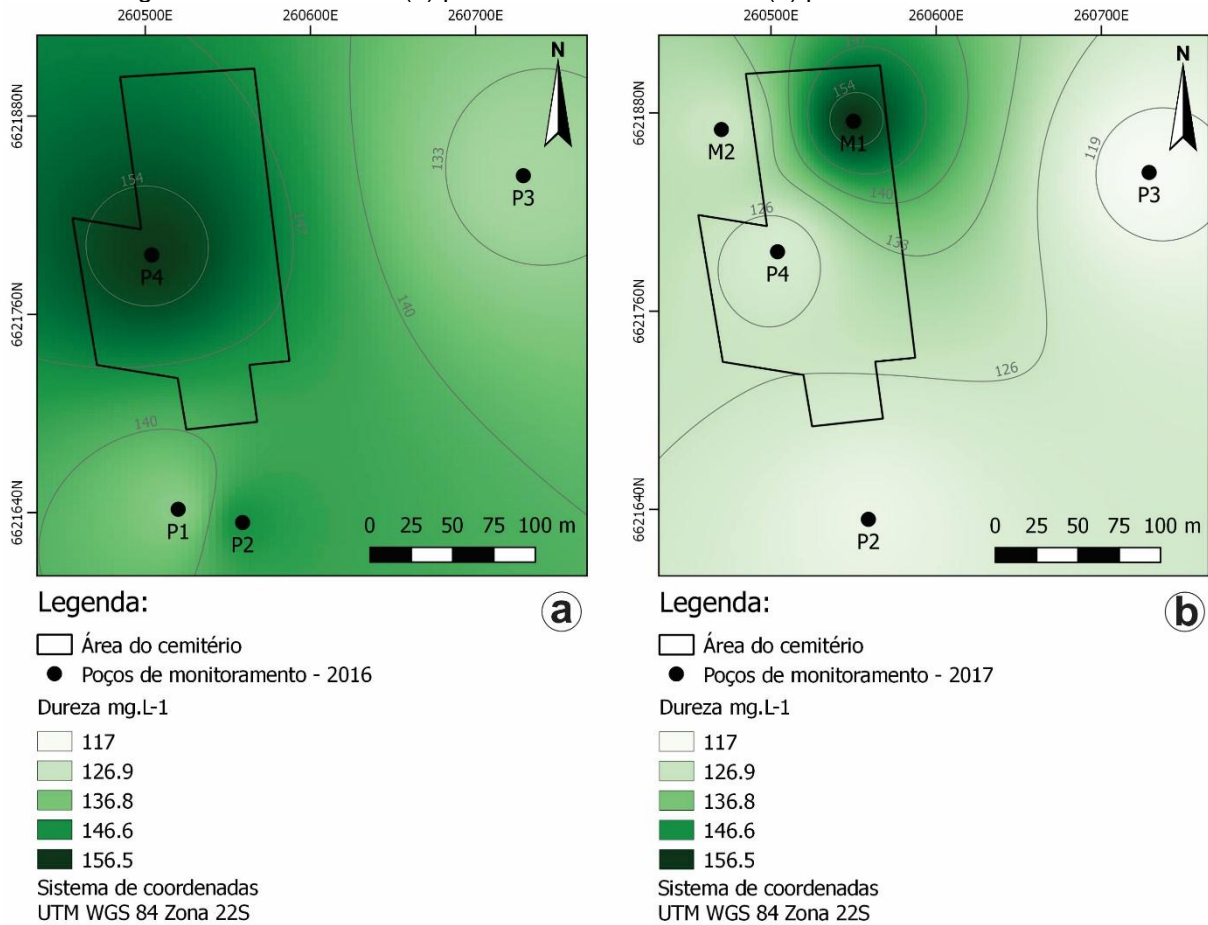 260500E 260600E 260700E
N
6621880N
6621760N
6621640N
154
133
140
140
P3
P4
P1
P2
0 25 50 75 100 m
Legenda:
a
Área do cemitério
Poços de monitoramento - 2016
Dureza mg.L-1
117
126.9
136.8
146.6
156.5
Sistema de coordenadas
UTM WGS 84 Zona 22S
260500E 260600E 260700E
N
6621880N
6621760N
6621640N
154
M1
M2
140
133
126
119
P3
P4
126
P2
0 25 50 75 100 m
Legenda:
b
Área do cemitério
Poços de monitoramento - 2017
Dureza mg.L-1
117
126.9
136.8
146.6
156.5
Sistema de coordenadas
UTM WGS 84 Zona 22S